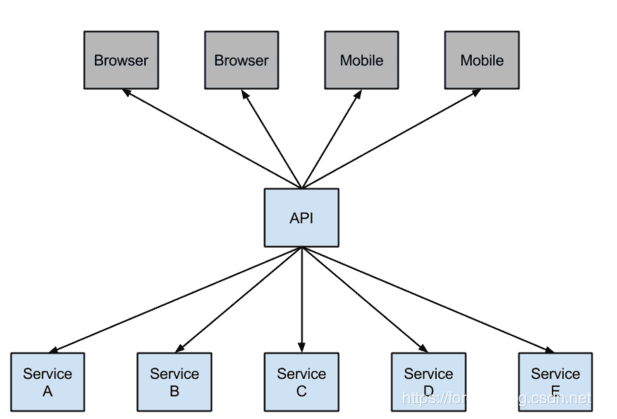 Browser
Browser
Mobile
Mobile
API
Service
A
Service
B
Service
C
Service
D
Service
E